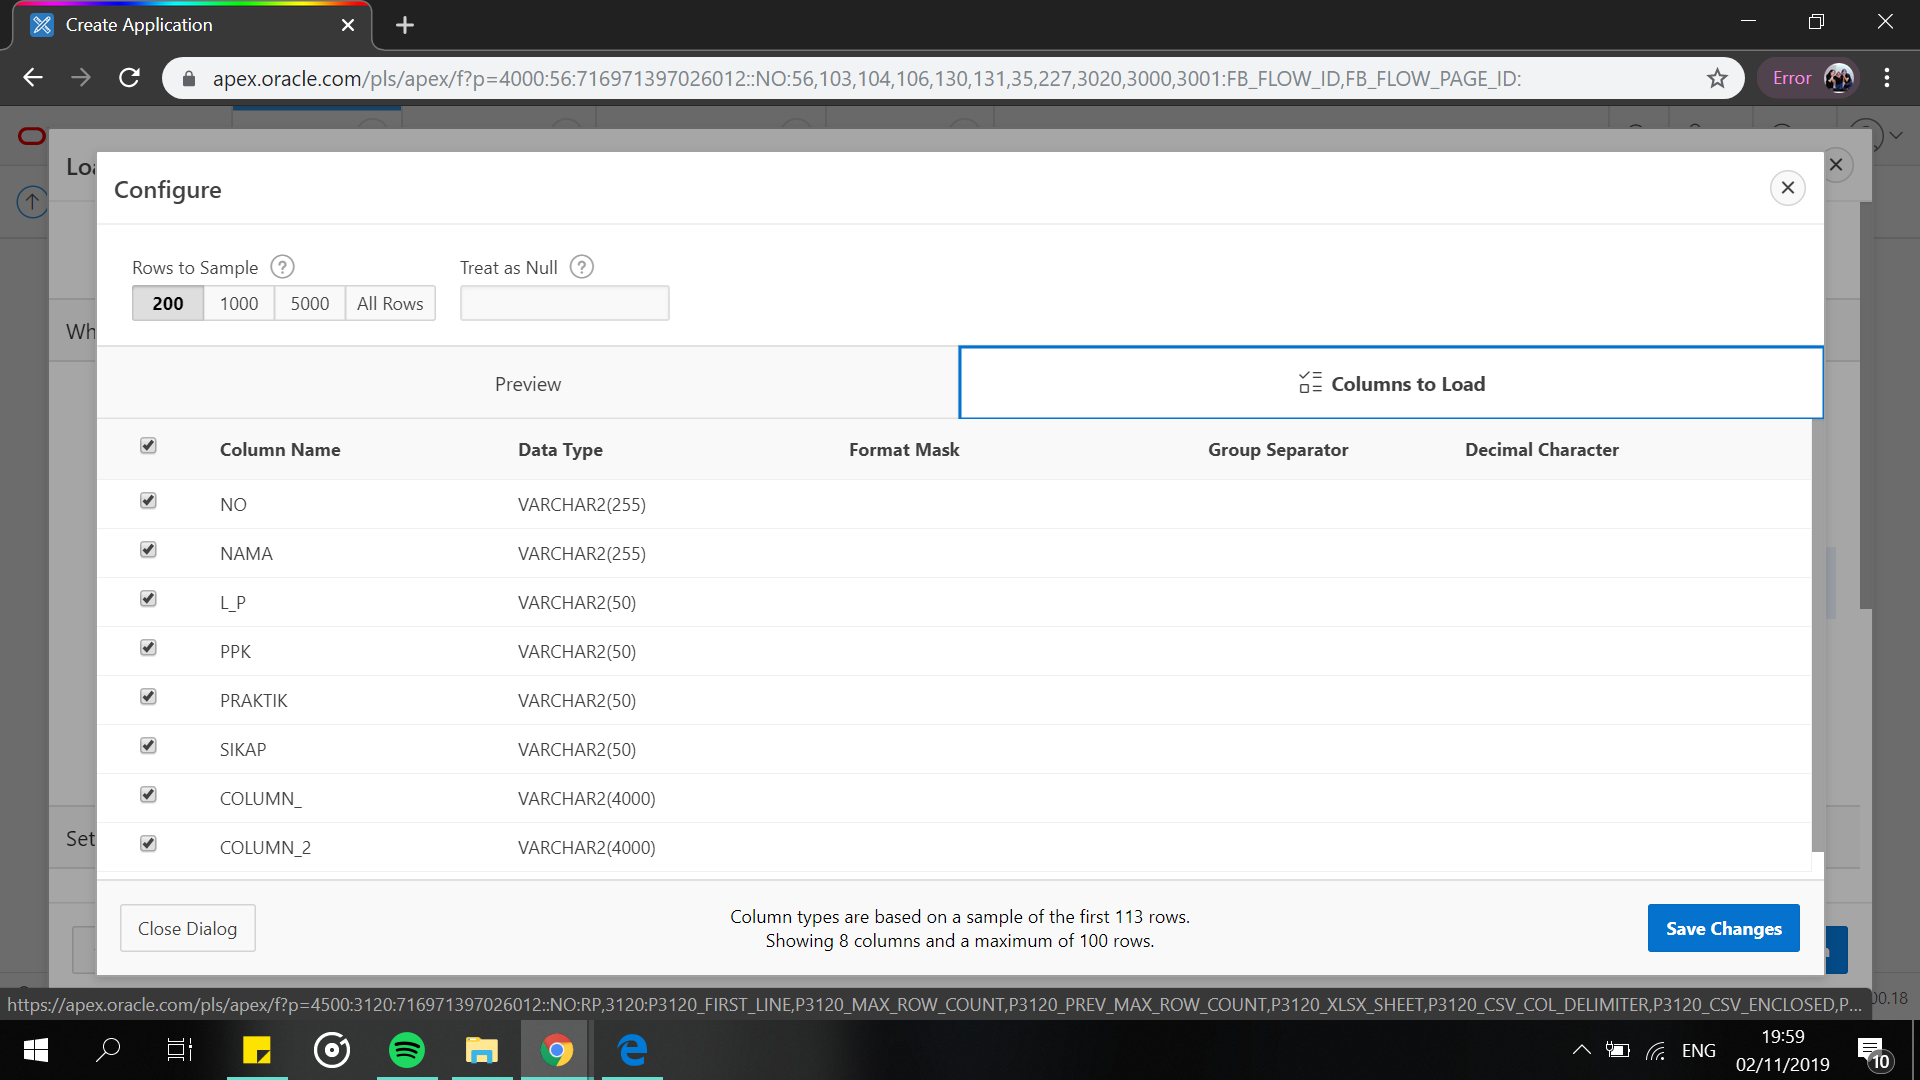 Create Application
apex.oracle.com/pls/apex/f?p=4000:56:716971397026012::NO:56,103,104,106,130,131,35,227,3020,3000,3001:FB_FLOW_ID,FB_FLOW_PAGE_ID:
Error
Loa
Configure
Rows to Sample ?
Treat as Null ?
200 1000 5000 All Rows
Wh
Preview
Columns to Load
Column Name Data Type Format Mask Group Separator Decimal Character
NO VARCHAR2(255)
NAMA VARCHAR2(255)
L_P VARCHAR2(50)
PPK VARCHAR2(50)
PRAKTIK VARCHAR2(50)
SIKAP VARCHAR2(50)
COLUMN_ VARCHAR2(4000)
Set
COLUMN_2 VARCHAR2(4000)
Close Dialog
Column types are based on a sample of the first 113 rows.
Showing 8 columns and a maximum of 100 rows.
Save Changes
https://apex.oracle.com/pls/apex/f?p=4500:3120:716971397026012::NO:RP,3120:P3120_FIRST_LINE,P3120_MAX_ROW_COUNT,P3120_PREV_MAX_ROW_COUNT,P3120_XLSX_SHEET,P3120_CSV_COL_DELIMITER,P3120_CSV_ENCLOSED,P...
00.18
ENG
19:59
02/11/2019
10